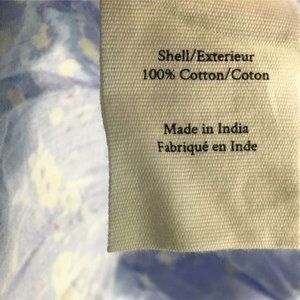 Shell/Exterieur
100% Cotton/Coton
Made in India
Fabriqué en Inde